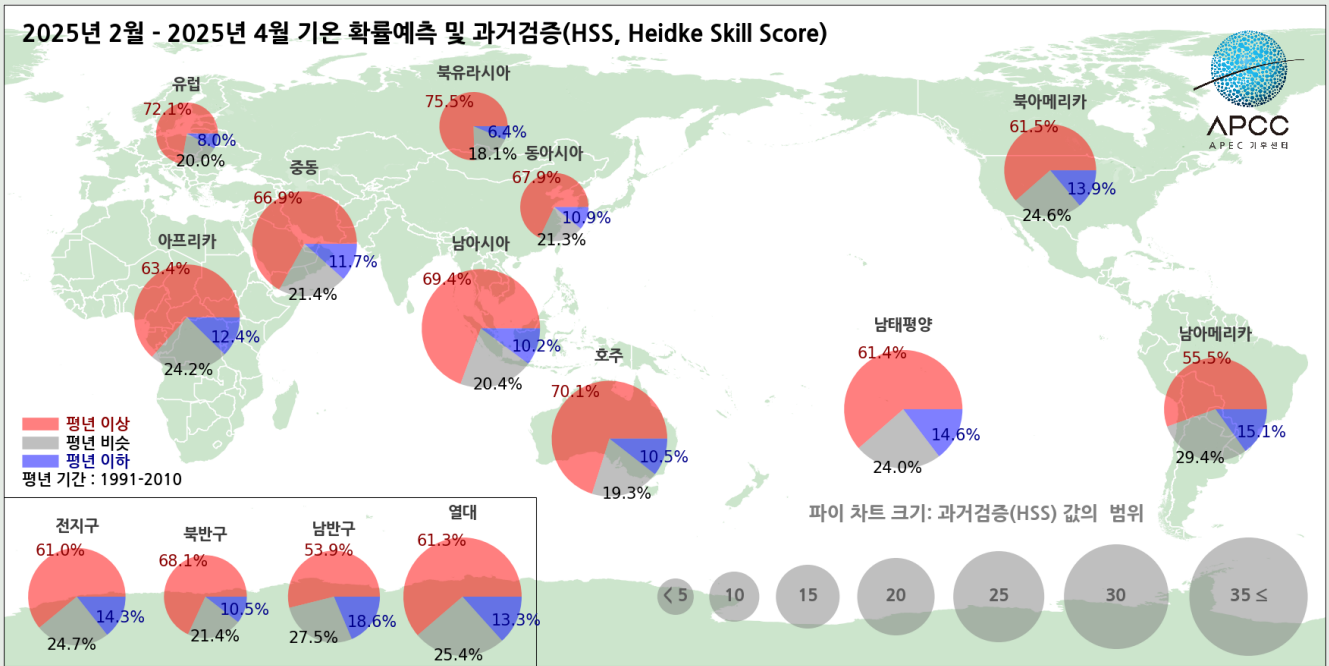 2025년 2월 - 2025년 4월 기온 확률예측 및 과거검증(HSS, Heidke Skill Score)
APCC
APEC 기후센터
유럽
72.1%
8.0%
20.0%
북유라시아
75.5%
6.4%
18.1%
동아시아
67.9%
10.9%
21.3%
북아메리카
61.5%
13.9%
24.6%
중동
66.9%
11.7%
21.4%
아프리카
63.4%
12.4%
24.2%
남아시아
69.4%
10.2%
20.4%
호주
70.1%
10.5%
19.3%
남태평양
61.4%
14.6%
24.0%
남아메리카
55.5%
15.1%
29.4%
평년 이상
평년 비슷
평년 이하
평년 기간 : 1991-2010
전지구
61.0%
14.3%
24.7%
북반구
68.1%
10.5%
21.4%
남반구
53.9%
18.6%
27.5%
열대
61.3%
13.3%
25.4%
파이 차트 크기: 과거검증(HSS) 값의 범위
< 5 10 15 20 25 30 35 ≤